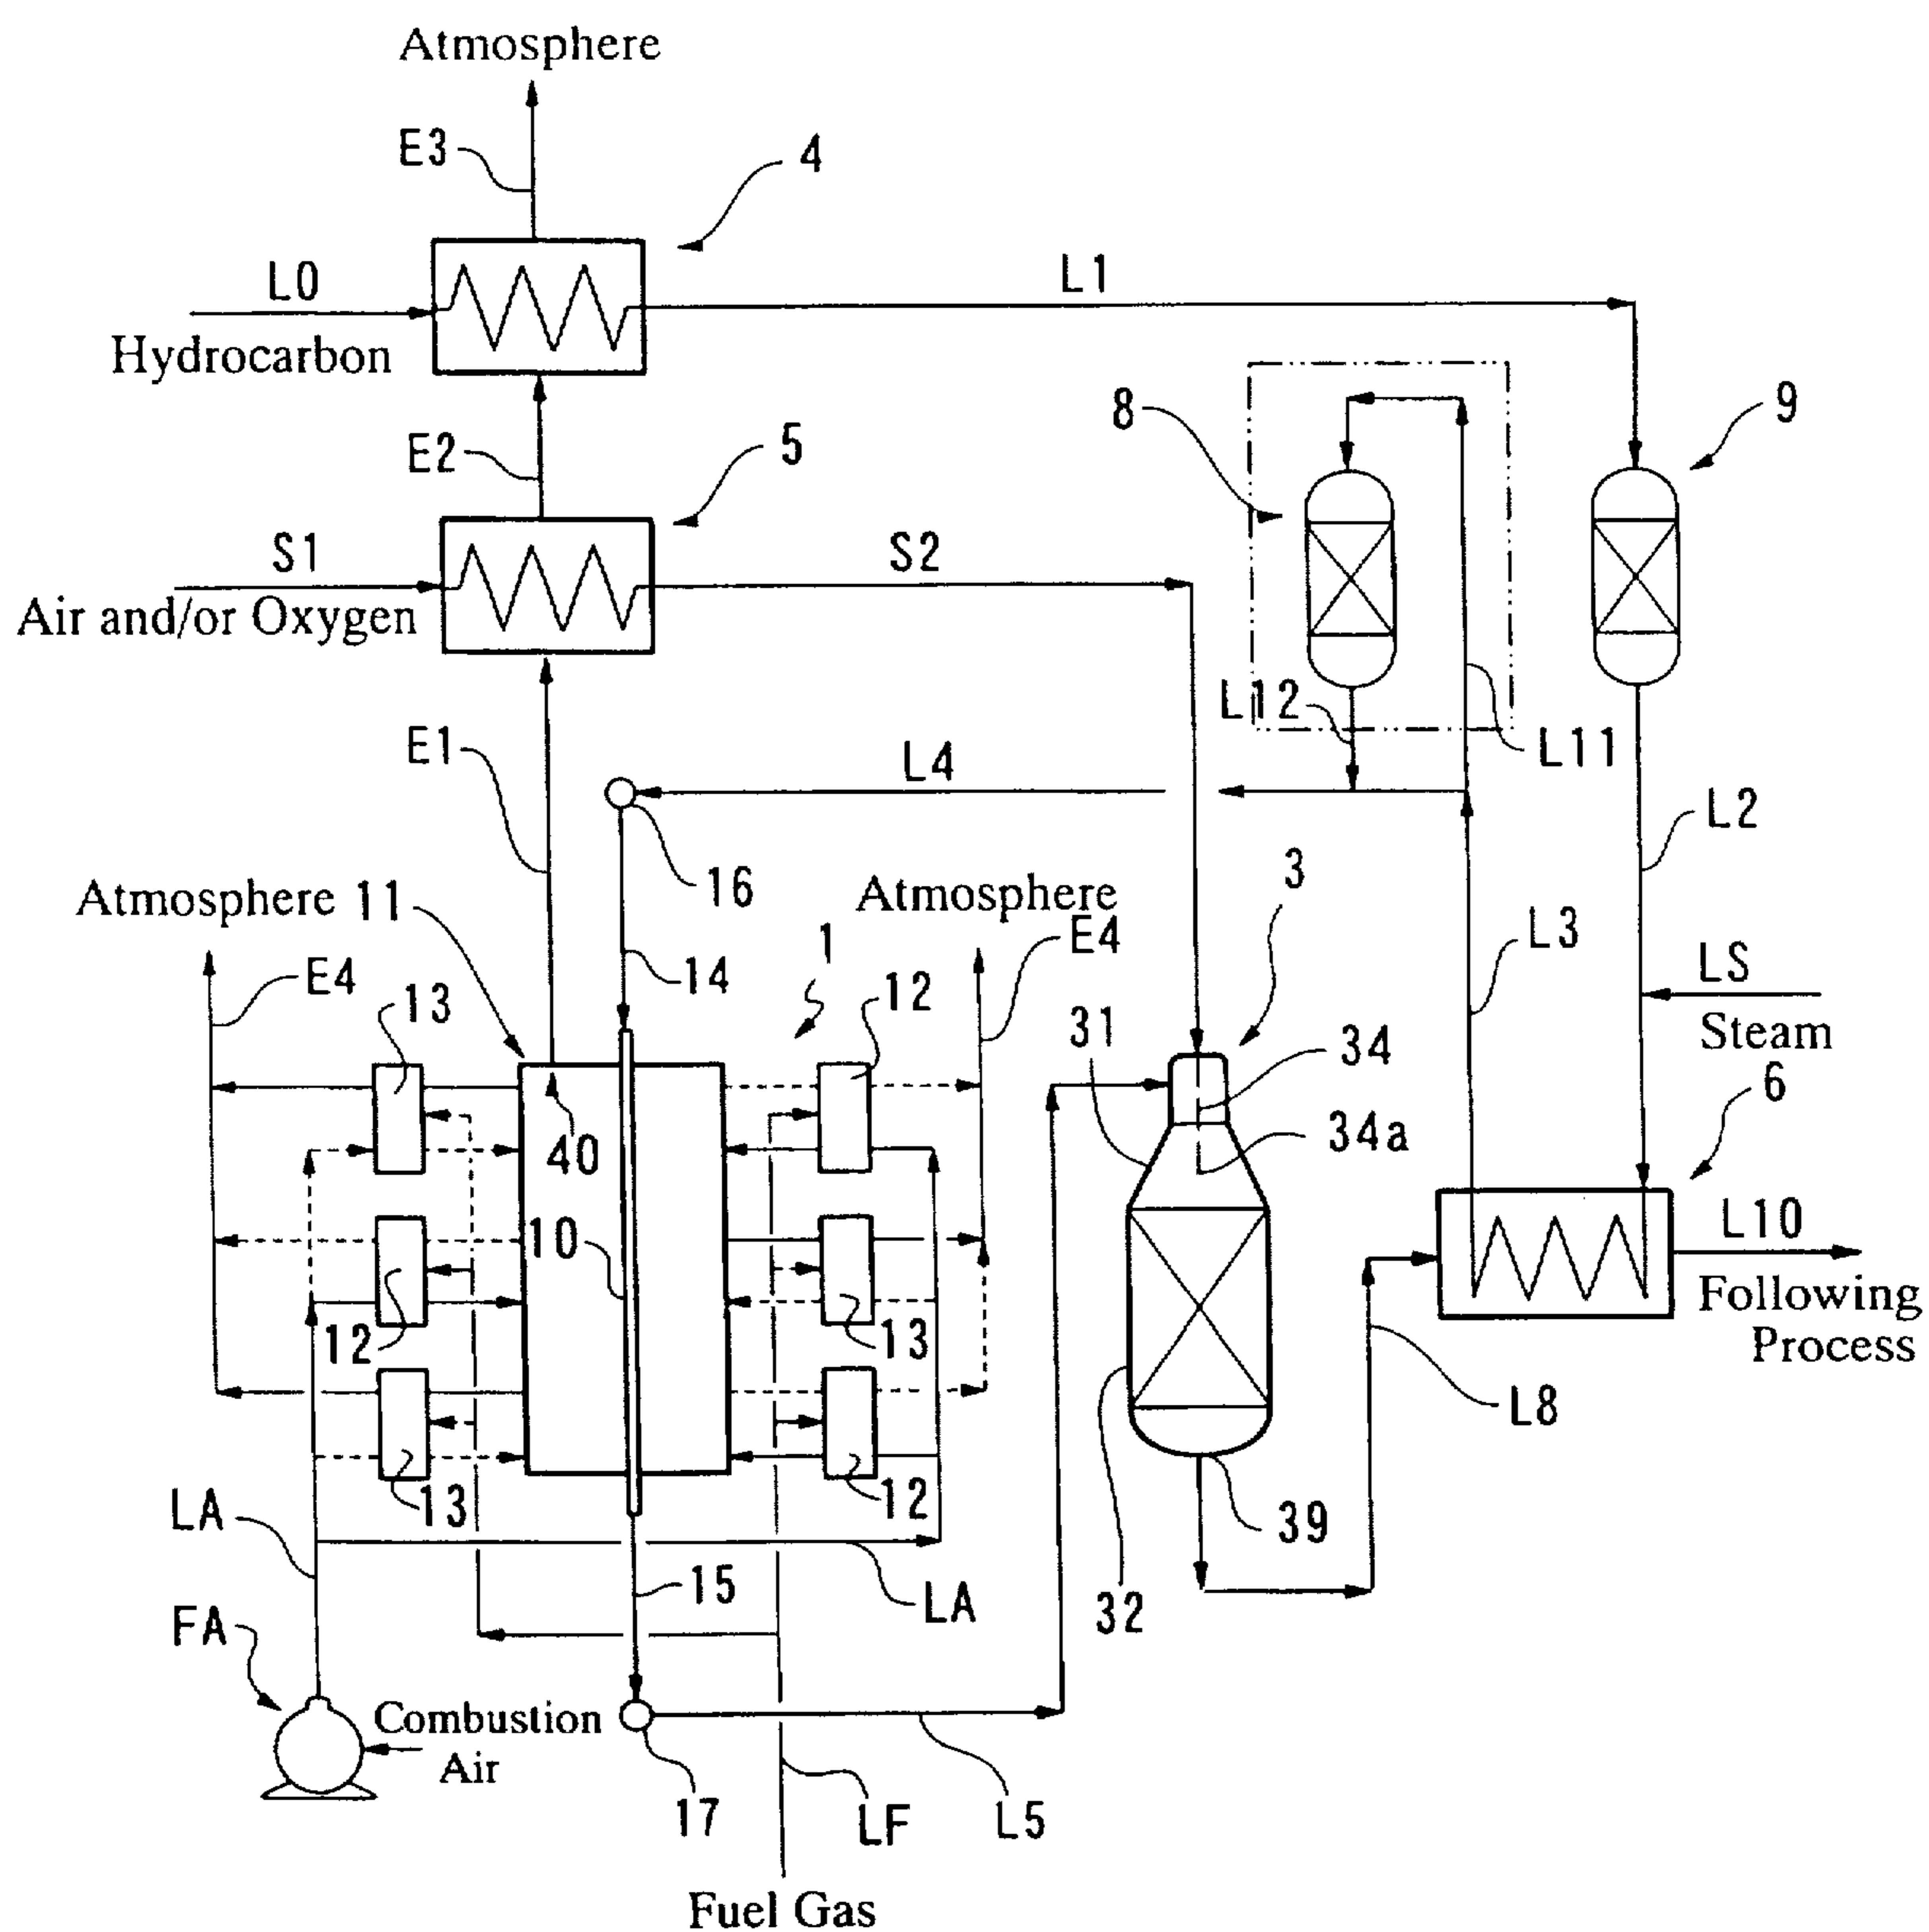 Atmosphere
E3
4
L0
L1
Hydrocarbon
8
9
E2
5
S1
S2
Air and/or Oxygen
L12
E1
L4
L11
L2
16
3
Atmosphere
11
Atmosphere
1
E4
L3
LS
E4
13
14
12
31
34
Steam
6
40
34a
10
L10
Following
Process
12
13
L8
LA
13
12
39
15
LA
32
FA
Combustion
Air
17
LF
L5
Fuel Gas